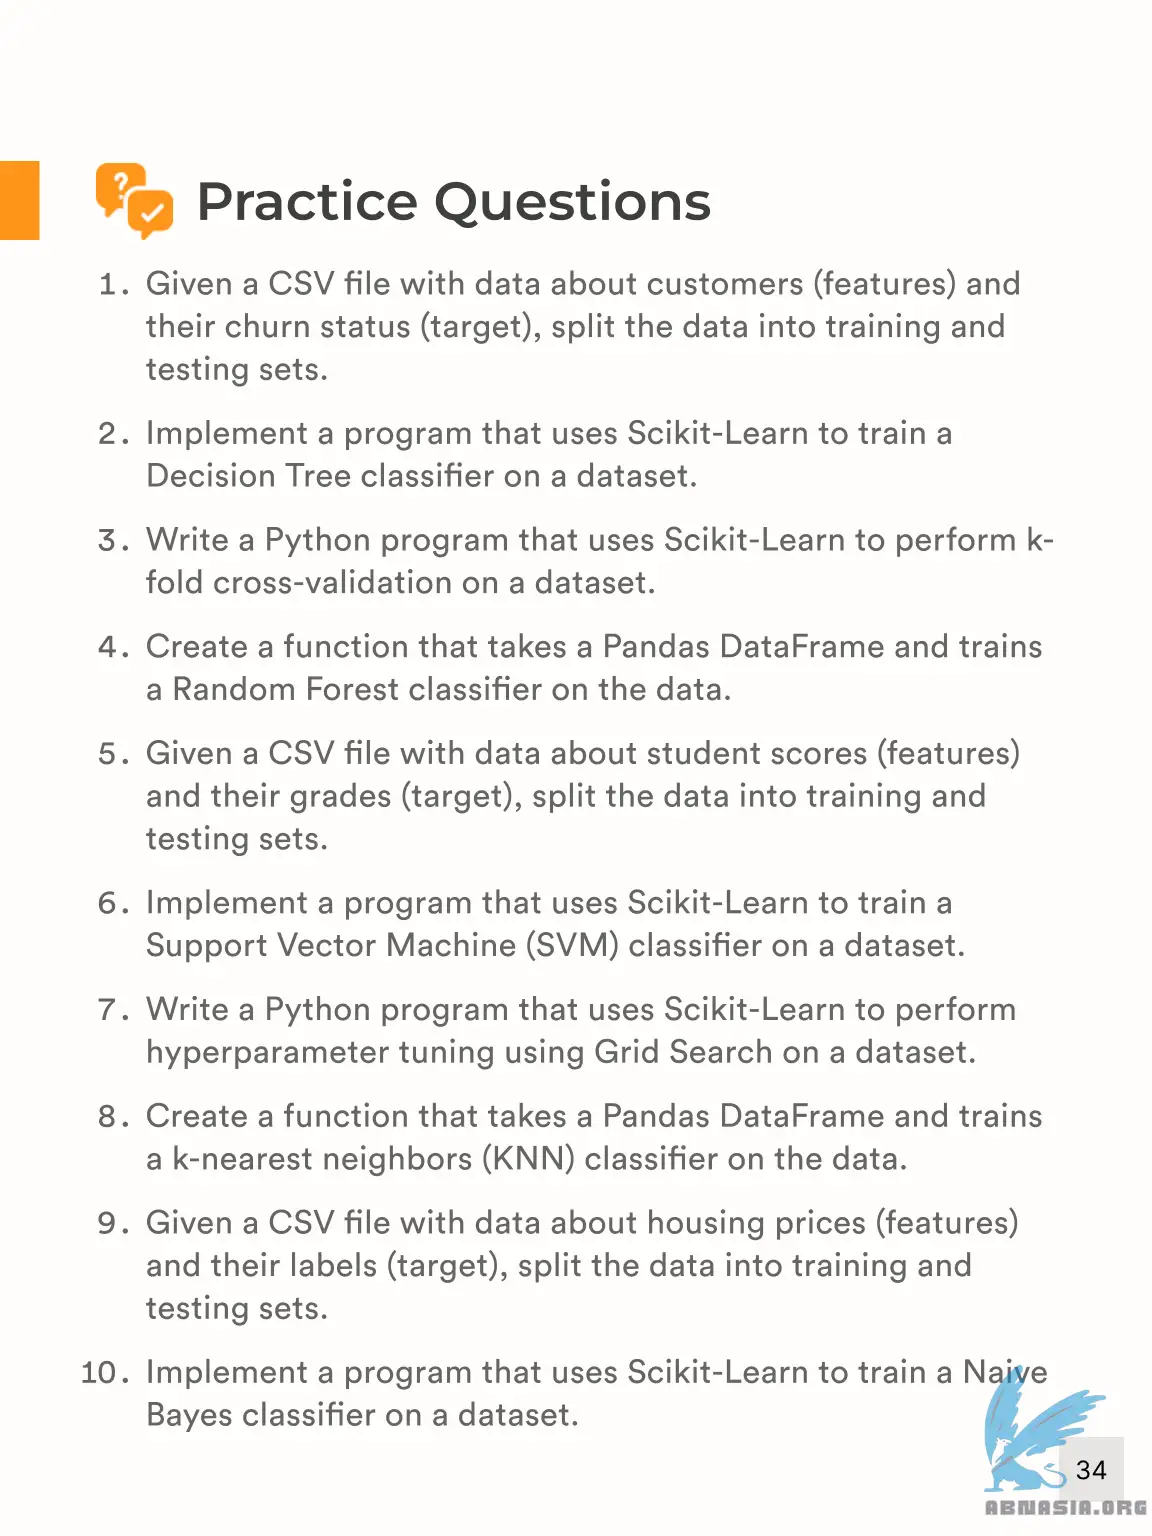 Practice Questions
1. Given a CSV file with data about customers (features) and
their churn status (target), split the data into training and
testing sets.
2. Implement a program that uses Scikit-Learn to train a
Decision Tree classifier on a dataset.
3. Write a Python program that uses Scikit-Learn to perform k-
fold cross-validation on a dataset.
4. Create a function that takes a Pandas DataFrame and trains
a Random Forest classifier on the data.
5. Given a CSV file with data about student scores (features)
and their grades (target), split the data into training and
testing sets.
6. Implement a program that uses Scikit-Learn to train a
Support Vector Machine (SVM) classifier on a dataset.
7. Write a Python program that uses Scikit-Learn to perform
hyperparameter tuning using Grid Search on a dataset.
8. Create a function that takes a Pandas DataFrame and trains
a k-nearest neighbors (KNN) classifier on the data.
9. Given a CSV file with data about housing prices (features)
and their labels (target), split the data into training and
testing sets.
10. Implement a program that uses Scikit-Learn to train a Naive
Bayes classifier on a dataset.
34
ABNASIA.ORG